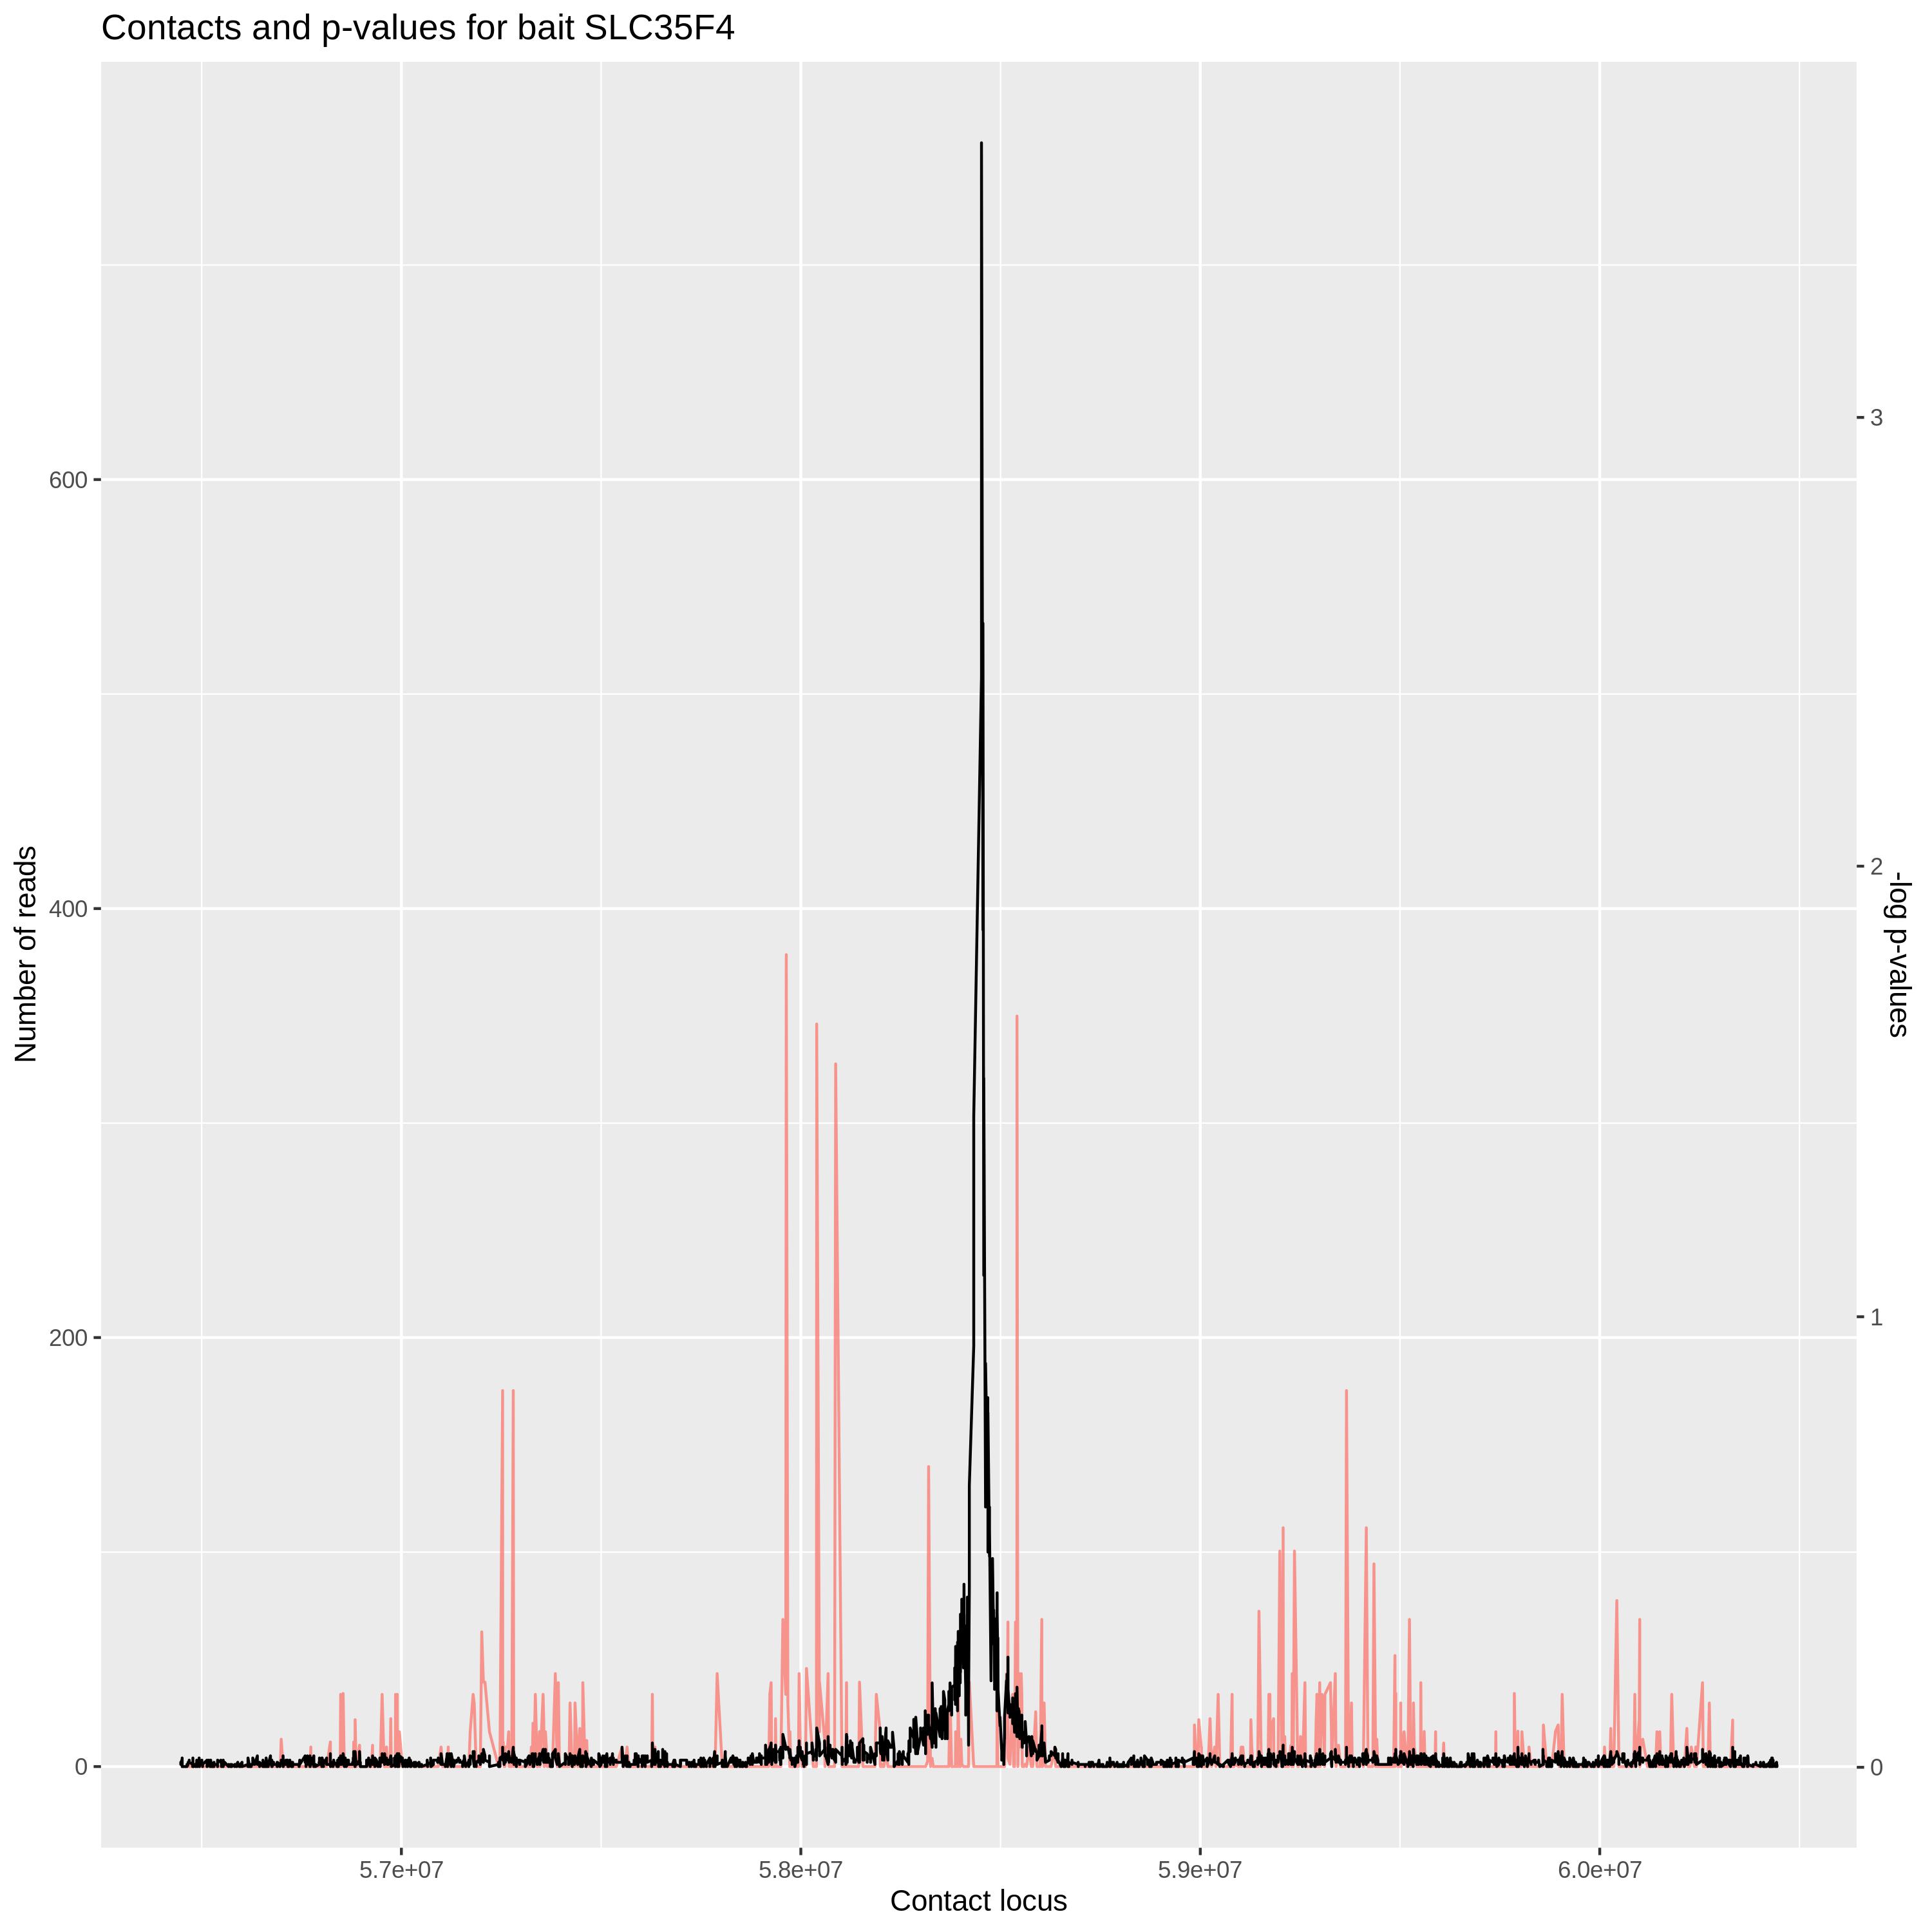 Contacts and p-values for bait SLC35F4
600
400
200
0
Number of reads
3
2
1
0
-log p-values
5.7e+07
5.8e+07
5.9e+07
6.0e+07
Contact locus